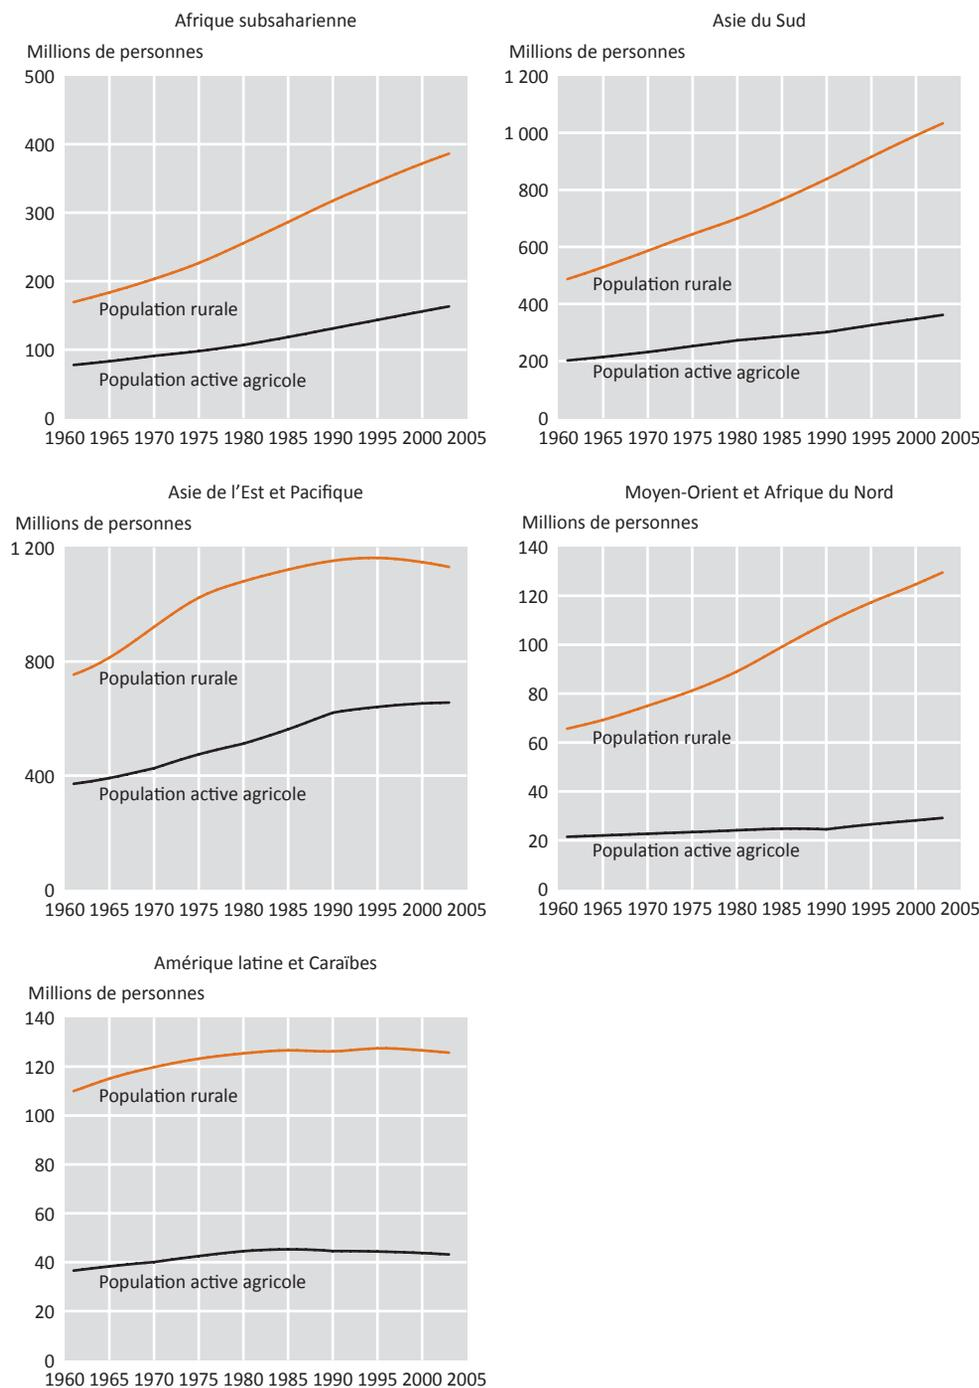 Afrique subsaharienne
Millions de personnes
500
400
300
200
100
0
Population rurale
Population active agricole
1960 1965 1970 1975 1980 1985 1990 1995 2000 2005
Asie du Sud
Millions de personnes
1 200
1 000
800
600
400
200
0
Population rurale
Population active agricole
1960 1965 1970 1975 1980 1985 1990 1995 2000 2005
Asie de l’Est et Pacifique
Millions de personnes
1 200
800
400
0
Population rurale
Population active agricole
1960 1965 1970 1975 1980 1985 1990 1995 2000 2005
Moyen-Orient et Afrique du Nord
Millions de personnes
140
120
100
80
60
40
20
0
Population rurale
Population active agricole
1960 1965 1970 1975 1980 1985 1990 1995 2000 2005
Amérique latine et Caraïbes
Millions de personnes
140
120
100
80
60
40
20
0
Population rurale
Population active agricole
1960 1965 1970 1975 1980 1985 1990 1995 2000 2005